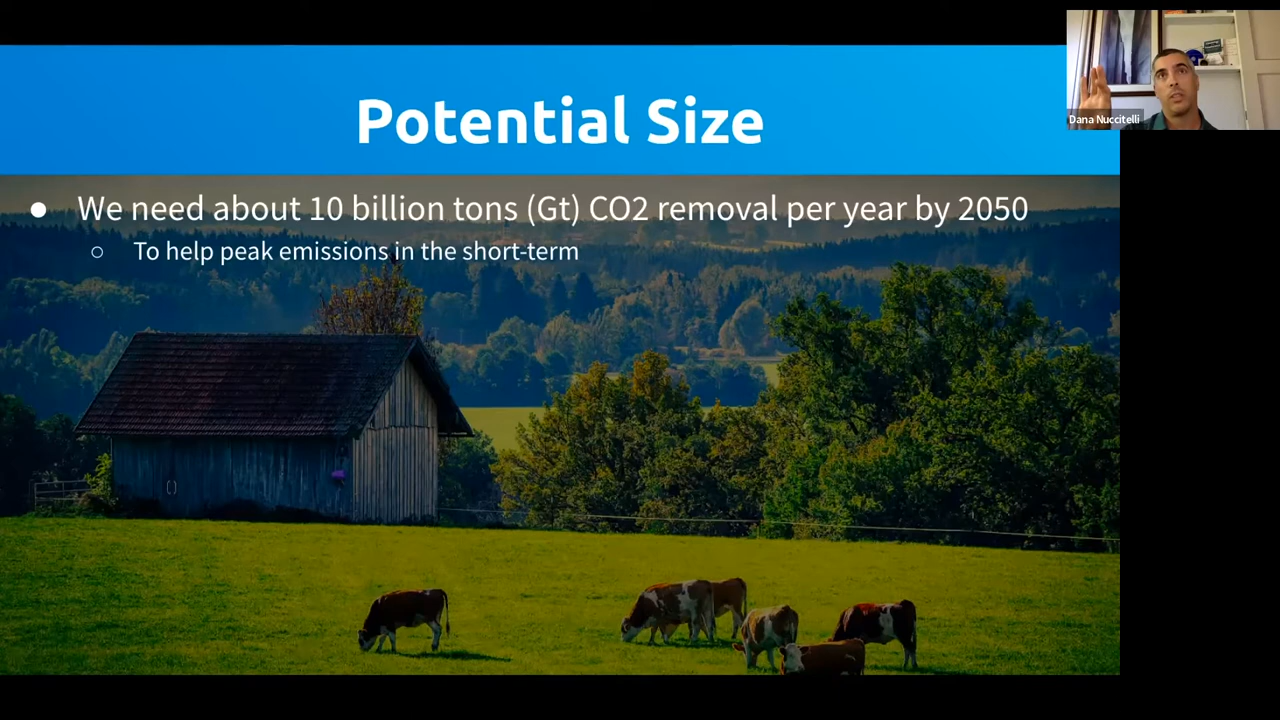 Potential Size
Dana Nuccitelli
We need about 10 billion tons (Gt) CO2 removal per year by 2050
To help peak emissions in the short-term